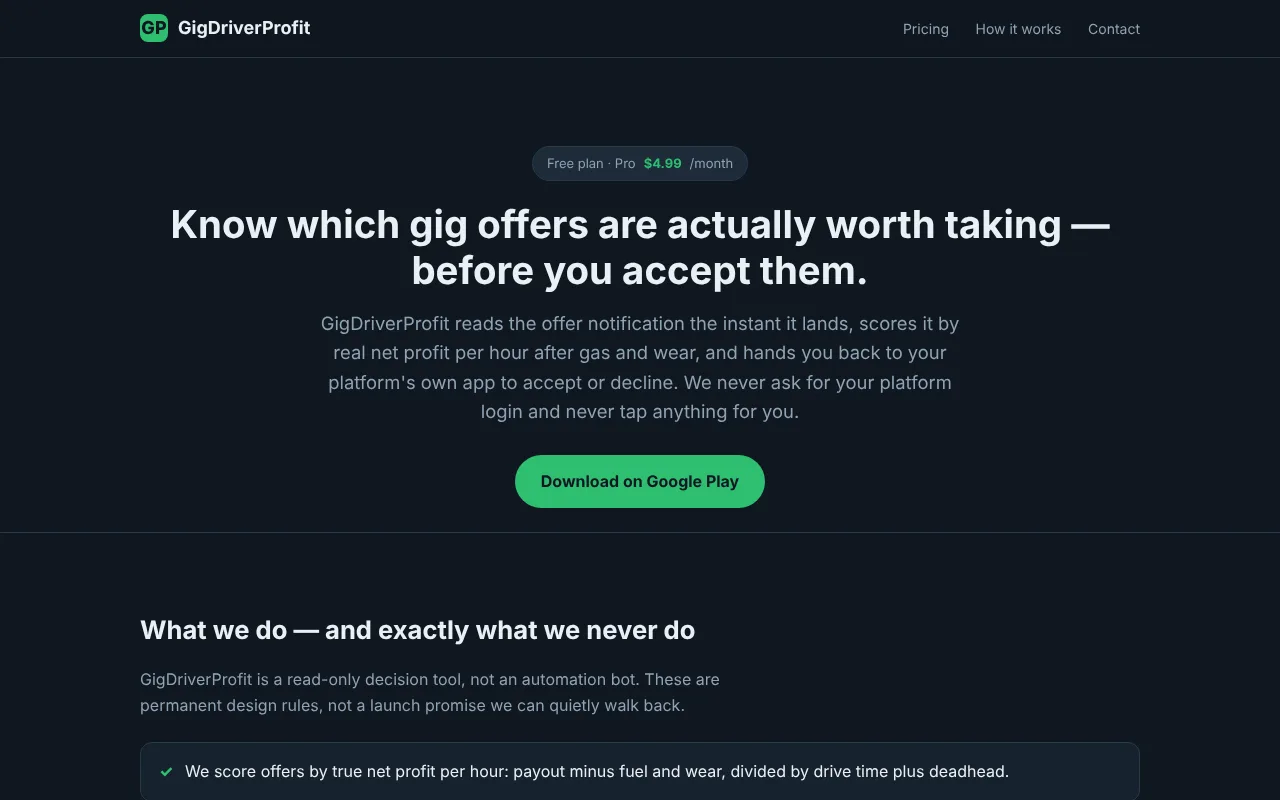 GP GigDriverProfit
Pricing How it works Contact
Free plan · Pro $4.99 /month
Know which gig offers are actually worth taking —
before you accept them.
GigDriverProfit reads the offer notification the instant it lands, scores it by
real net profit per hour after gas and wear, and hands you back to your
platform's own app to accept or decline. We never ask for your platform
login and never tap anything for you.
Download on Google Play
What we do — and exactly what we never do
GigDriverProfit is a read-only decision tool, not an automation bot. These are
permanent design rules, not a launch promise we can quietly walk back.
✓ We score offers by true net profit per hour: payout minus fuel and wear, divided by drive time plus deadhead.